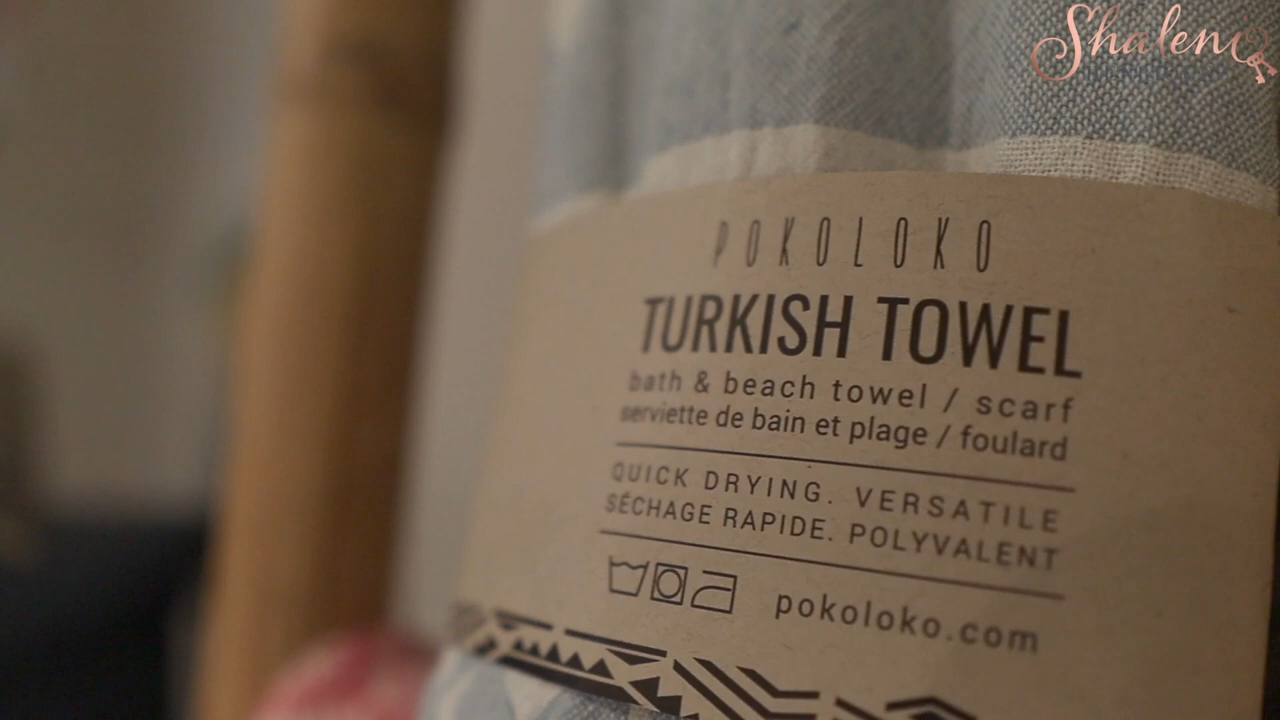 Shaleni
POKOLOKO
TURKISH TOWEL
bath & beach towel / scarf
serviette de bain et plage / foulard
QUICK DRYING. VERSATILE
SÉCHAGE RAPIDE. POLYVALENT
pokoloko.com